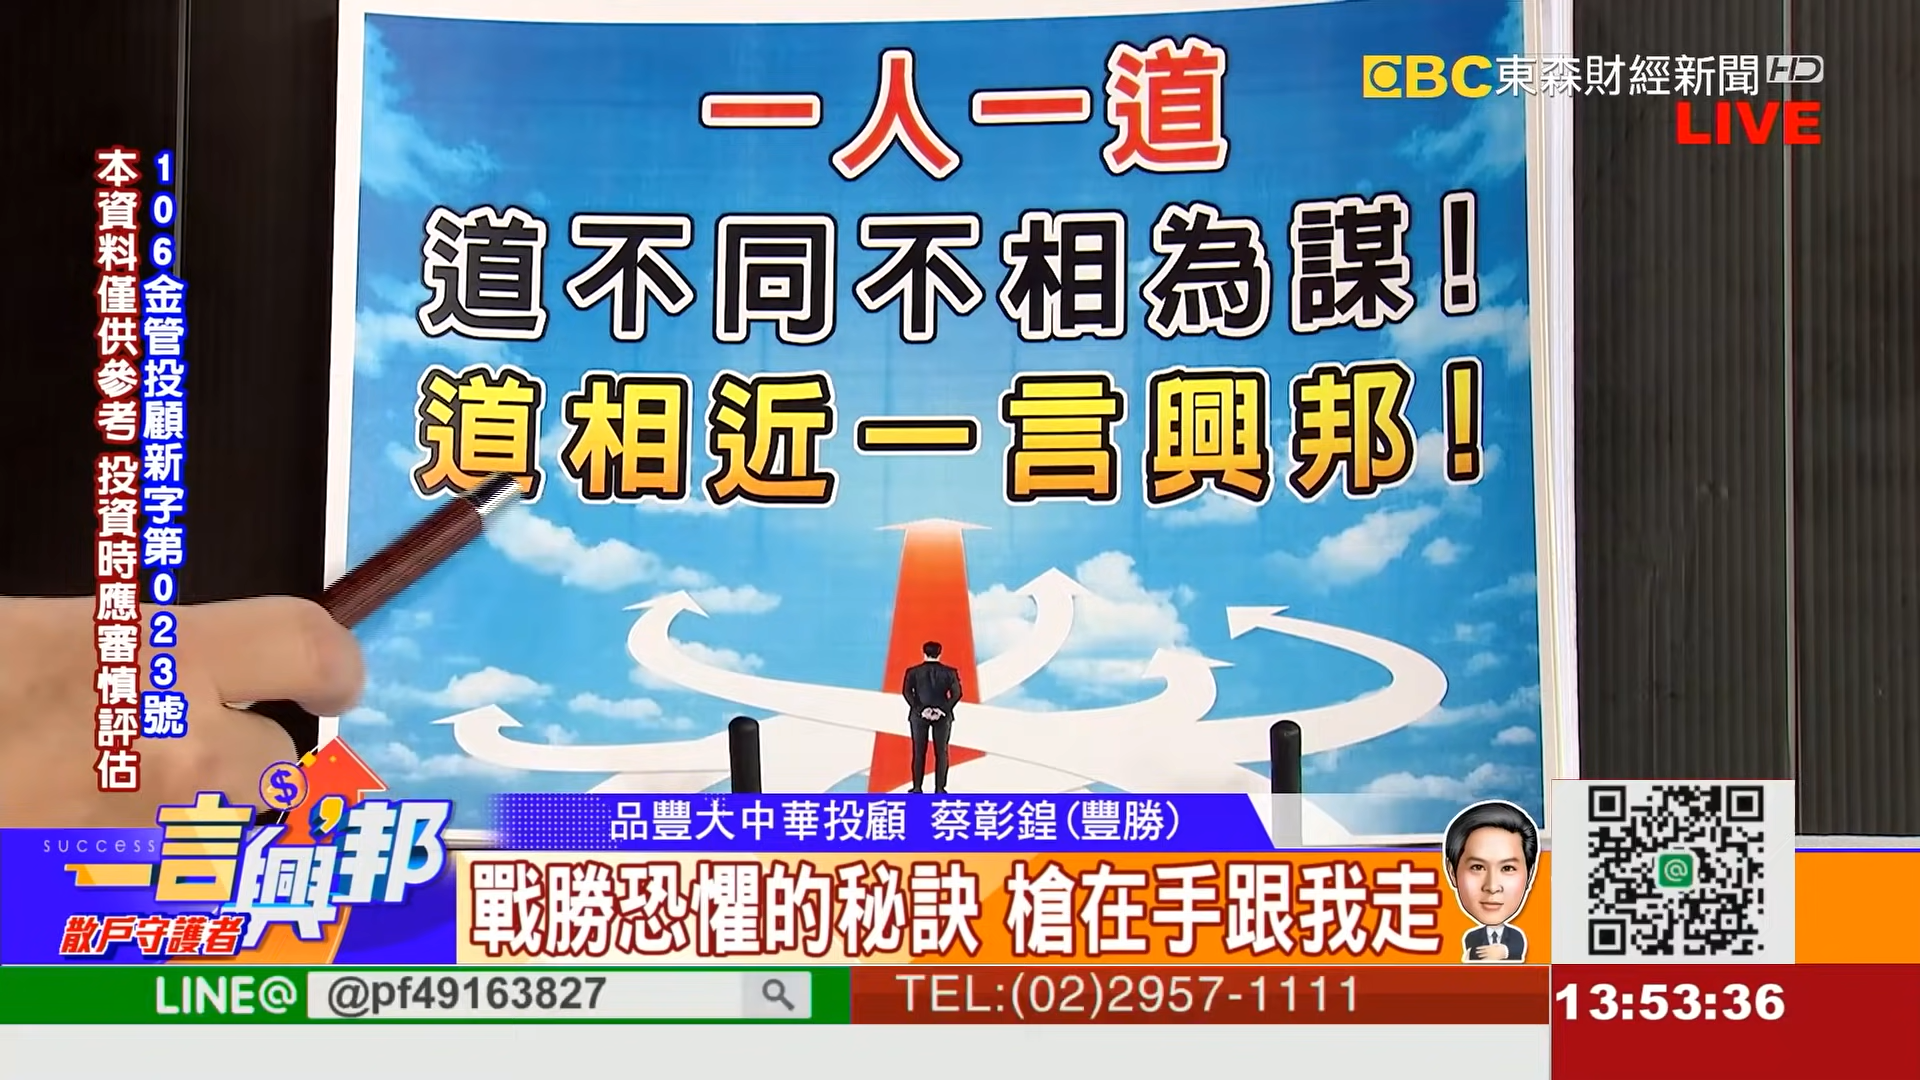 一人一道
道不同不相為謀！
道相近一言興邦！
EBC東森財經新聞HD
LIVE
106金管投顧新字第023號
本資料僅供參考 投資時應審慎評估
success
一言興邦
散戶守護者
品豐大中華投顧 蔡彰鍠(豐勝)
戰勝恐懼的秘訣 槍在手跟我走
LINE@ @pf49163827
TEL:(02)2957-1111
13:53:36